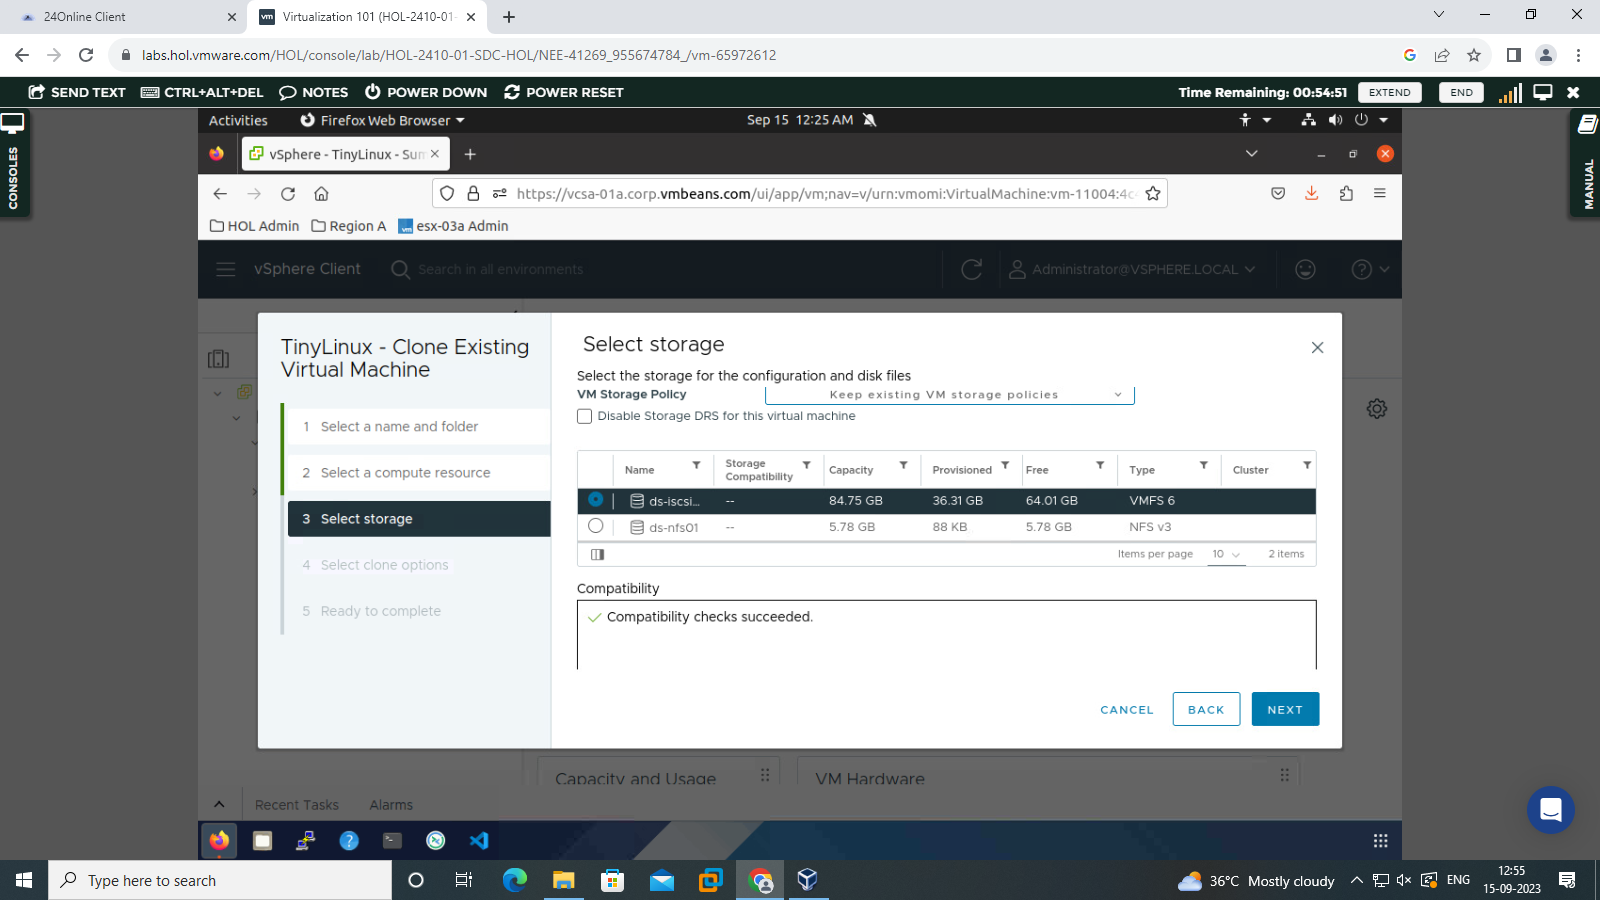 24Online Client
Virtualization 101 (HOL-2410-01-
labs.hol.vmware.com/HOL/console/lab/HOL-2410-01-SDC-HOL/NEE-41269_955674784_/vm-65972612
SEND TEXT CTRL+ALT+DEL NOTES POWER DOWN POWER RESET Time Remaining: 00:54:51 EXTEND END
CONSOLES
MANUAL
Activities Firefox Web Browser Sep 15 12:25 AM
vSphere - TinyLinux - Sum
https://vcsa-01a.corp.vmbeans.com/ui/app/vm;nav=v/urn:vmomi:VirtualMachine:vm-11004:4c
HOL Admin Region A vm esx-03a Admin
vSphere Client Search in all environments Administrator@VSPHERE.LOCAL
TinyLinux - Clone Existing
Virtual Machine
1 Select a name and folder
2 Select a compute resource
3 Select storage
4 Select clone options
5 Ready to complete
Select storage
Select the storage for the configuration and disk files
VM Storage Policy Keep existing VM storage policies
Disable Storage DRS for this virtual machine
Name Storage Compatibility Capacity Provisioned Free Type Cluster
ds-iscsi... -- 84.75 GB 36.31 GB 64.01 GB VMFS 6
ds-nfs01 -- 5.78 GB 88 KB 5.78 GB NFS v3
Items per page 10 2 items
Compatibility
Compatibility checks succeeded.
CANCEL BACK NEXT
Capacity and Usage VM Hardware
Recent Tasks Alarms
Type here to search
36°C Mostly cloudy ENG
12:55
15-09-2023